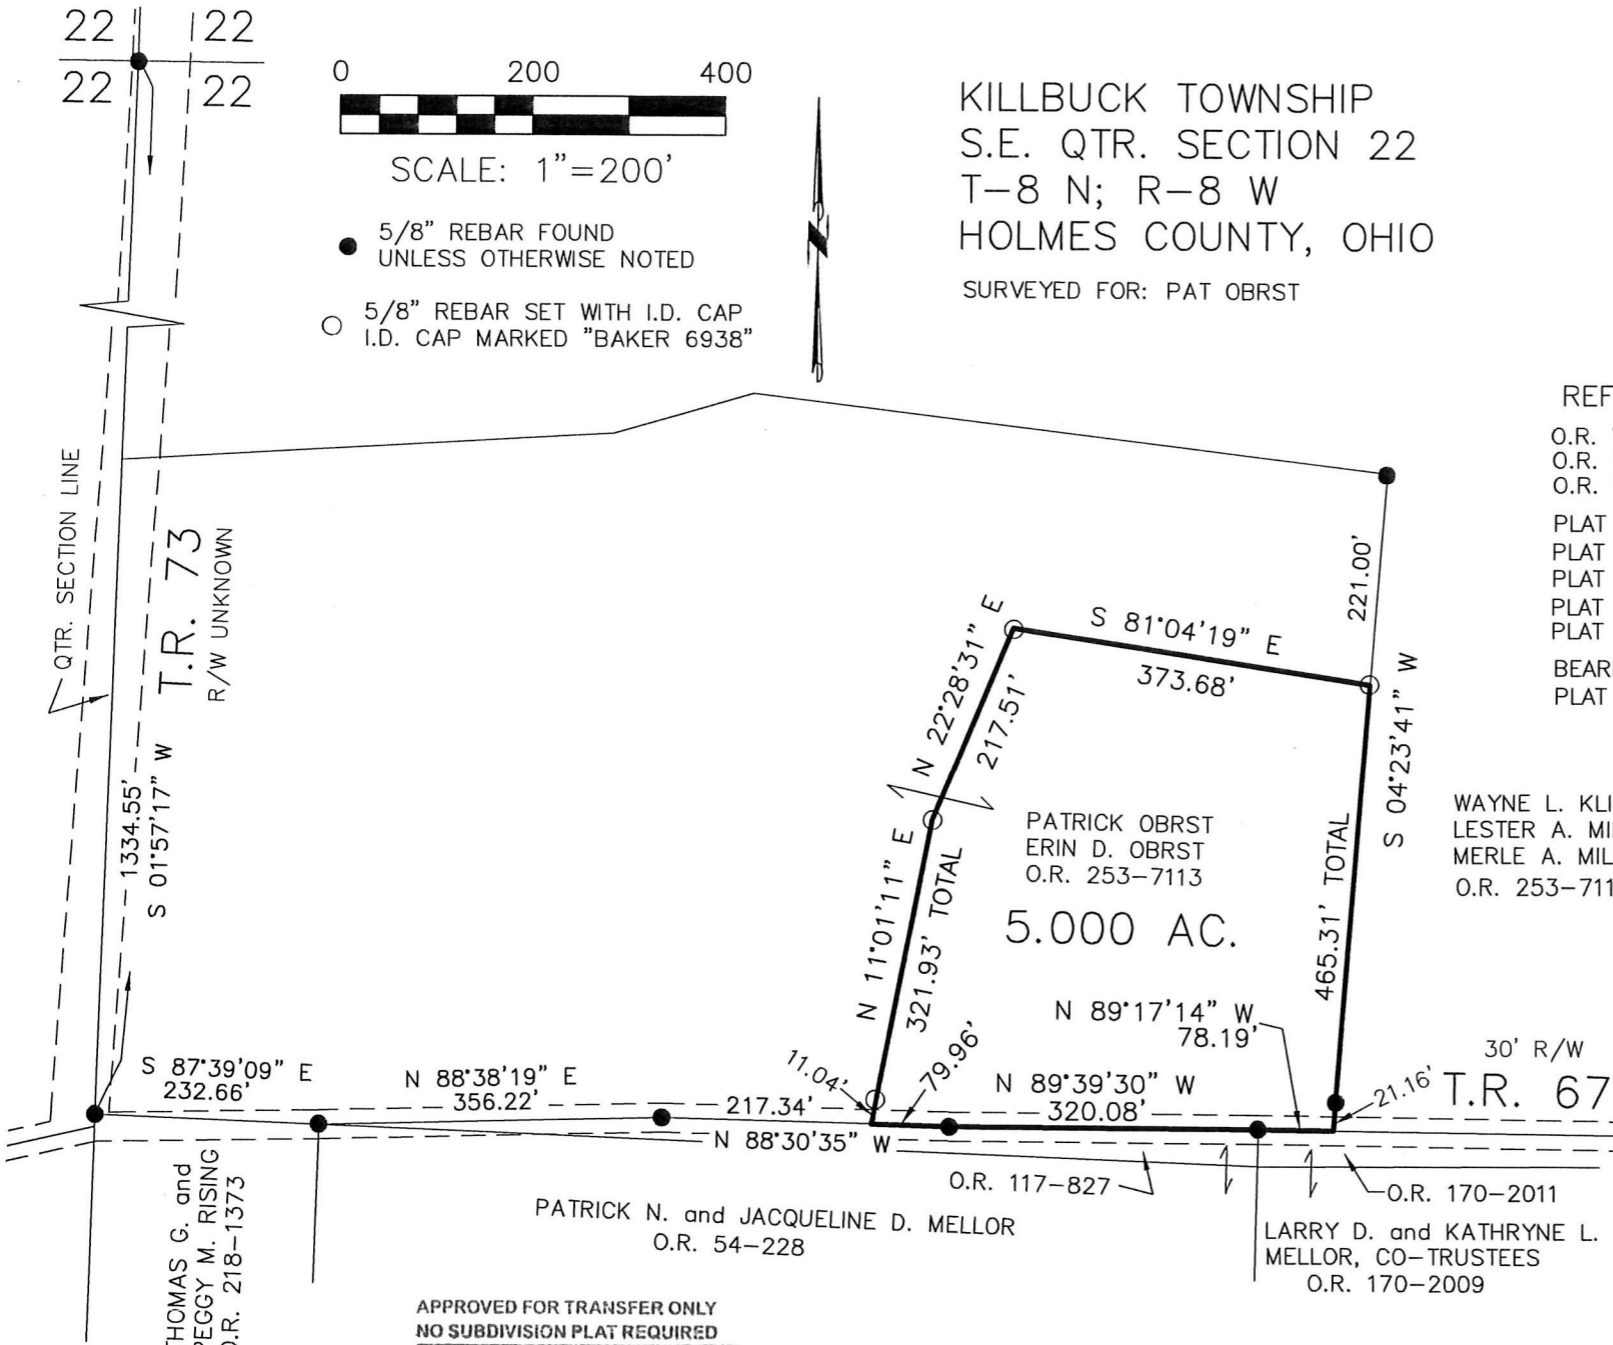 22 22
22 22
0 200 400
SCALE: 1"=200'
5/8" REBAR FOUND
UNLESS OTHERWISE NOTED
5/8" REBAR SET WITH I.D. CAP
I.D. CAP MARKED "BAKER 6938"
KILLBUCK TOWNSHIP
S.E. QTR. SECTION 22
T-8 N; R-8 W
HOLMES COUNTY, OHIO
SURVEYED FOR: PAT OBRST
REF
O.R.
O.R.
O.R.
PLAT
PLAT
PLAT
PLAT
PLAT
BEAR
PLAT
QTR. SECTION LINE
T.R. 73
R/W UNKNOWN
1334.55'
S 01°57'17" W
221.00'
S 81°04'19" E
373.68'
N 22°28'31" E
217.51'
S 04°23'41" W
465.31' TOTAL
WAYNE L. KLI
LESTER A. MI
MERLE A. MIL
O.R. 253-711
PATRICK OBRST
ERIN D. OBRST
O.R. 253-7113
5.000 AC.
N 11°01'11" E
321.93' TOTAL
N 89°17'14" W
78.19'
S 87°39'09" E
232.66'
N 88°38'19" E
356.22'
217.34'
N 88°30'35" W
11.04'
79.96'
N 89°39'30" W
320.08'
21.16'
30' R/W
T.R. 67
O.R. 117-827
O.R. 170-2011
PATRICK N. and JACQUELINE D. MELLOR
O.R. 54-228
LARRY D. and KATHRYNE L.
MELLOR, CO-TRUSTEES
O.R. 170-2009
THOMAS G. and
PEGGY M. RISING
O.R. 218-1373
APPROVED FOR TRANSFER ONLY
NO SUBDIVISION PLAT REQUIRED